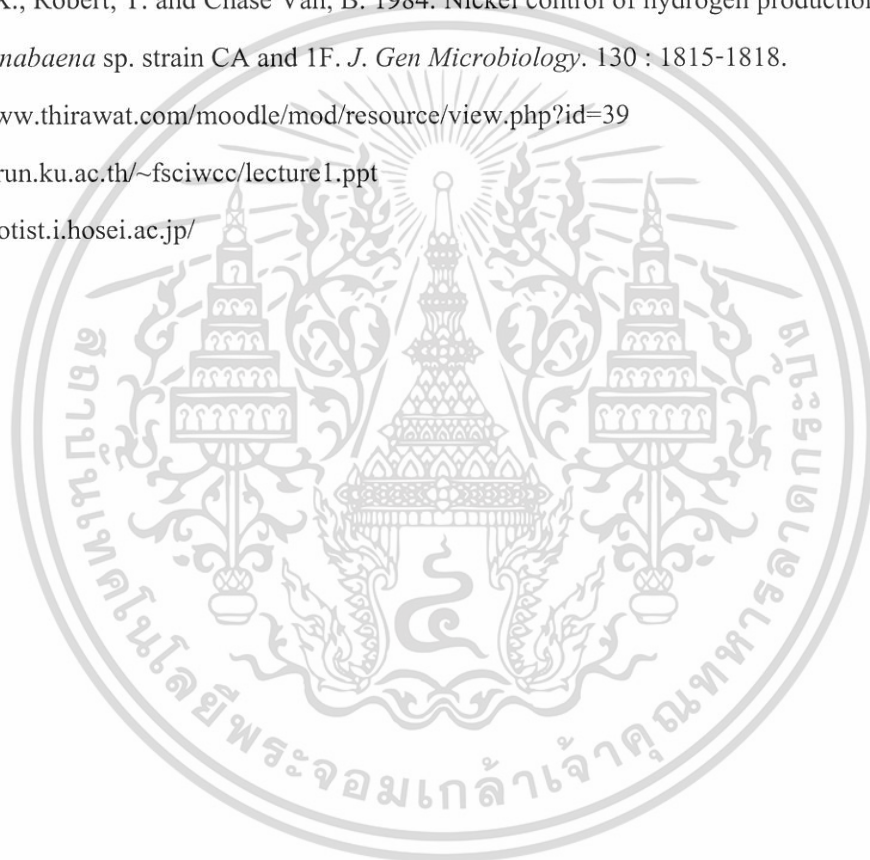 X., Robert, T. and Chase Van, B. 1984. Nickel control of hydrogen production
nabaena sp. strain CA and 1F. J. Gen Microbiology. 130 : 1815-1818.
ww.thirawat.com/moodle/mod/resource/view.php?id=39
run.ku.ac.th/~fsciwcc/lecture1.ppt
otist.i.hosei.ac.jp/
๔
สถาบันเทคโนโลยีพระจอมเกล้าเจ้าคุณทหารลาดกระบัง